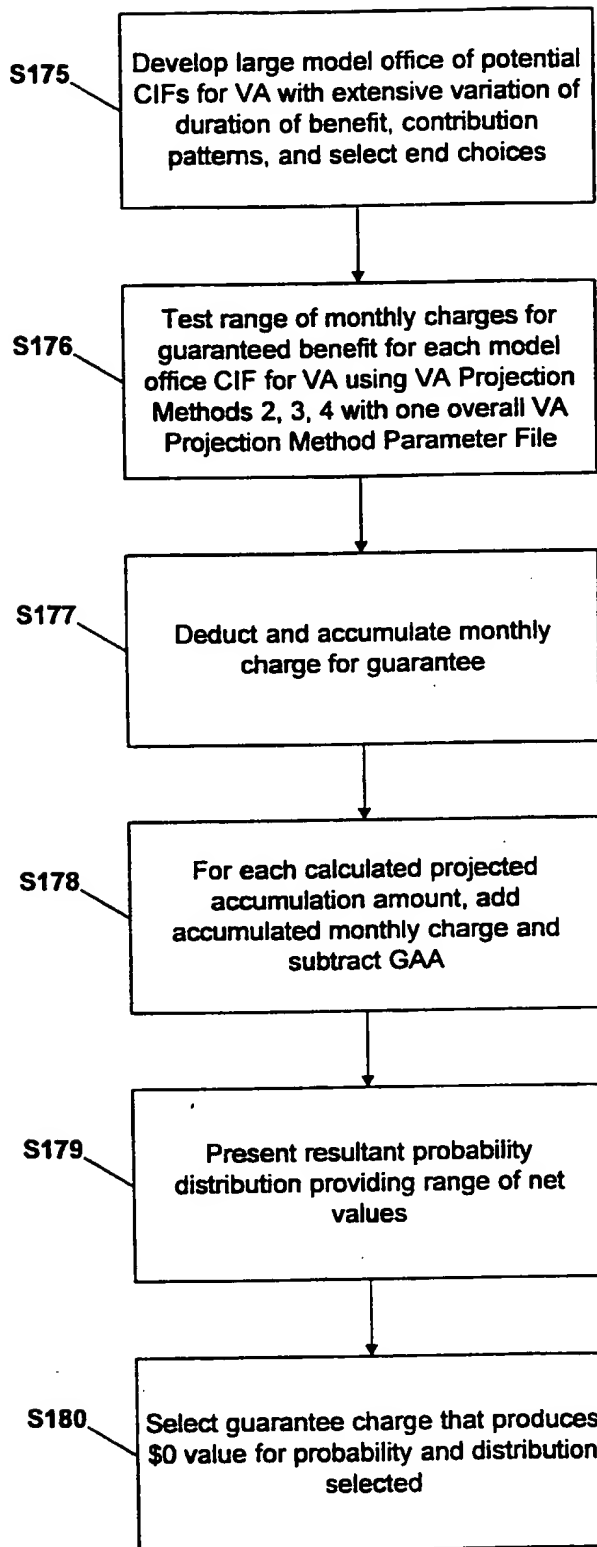 S175
Develop large model office of potential
CIFs for VA with extensive variation of
duration of benefit, contribution
patterns, and select end choices
S176
Test range of monthly charges for
guaranteed benefit for each model
office CIF for VA using VA Projection
Methods 2, 3, 4 with one overall VA
Projection Method Parameter File
S177
Deduct and accumulate monthly
charge for guarantee
S178
For each calculated projected
accumulation amount, add
accumulated monthly charge and
subtract GAA
S179
Present resultant probability
distribution providing range of net
values
S180
Select guarantee charge that produces
$0 value for probability and distribution
selected